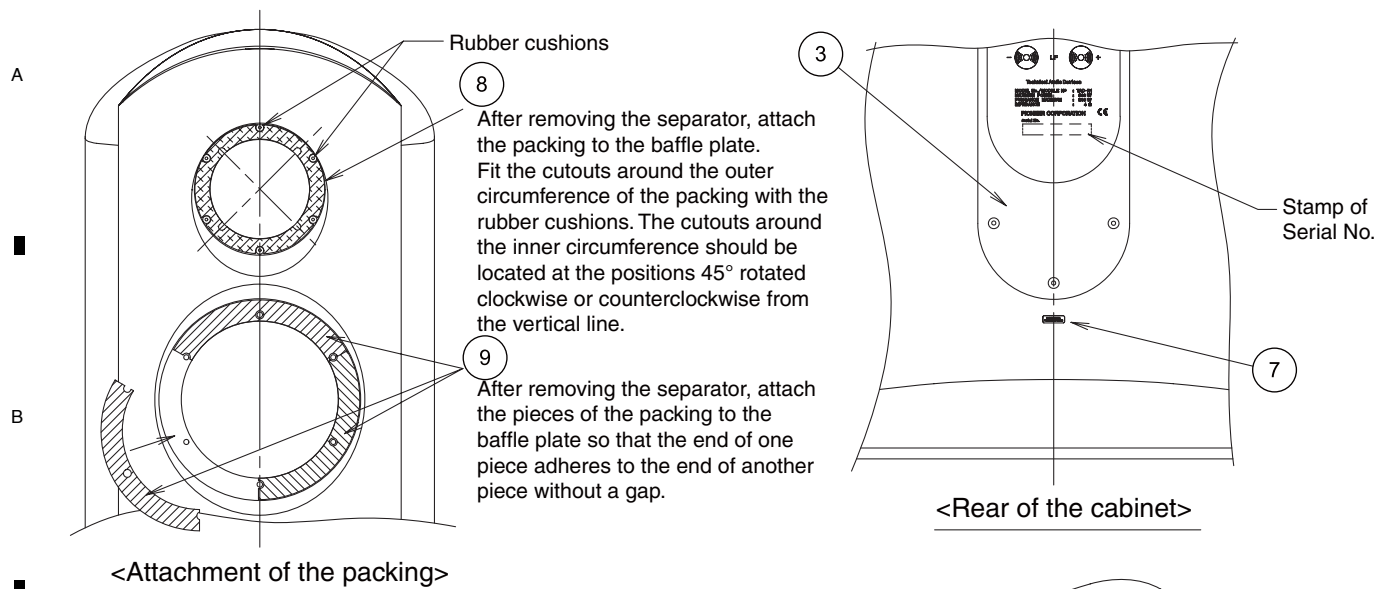 A
B
Rubber cushions
8
After removing the separator, attach
the packing to the baffle plate.
Fit the cutouts around the outer
circumference of the packing with the
rubber cushions. The cutouts around
the inner circumference should be
located at the positions 45° rotated
clockwise or counterclockwise from
the vertical line.
9
After removing the separator, attach
the pieces of the packing to the
baffle plate so that the end of one
piece adheres to the end of another
piece without a gap.
<Attachment of the packing>
3
− LF +
Technical Audio Devices
PIONEER CORPORATION CE
Stamp of
Serial No.
7
<Rear of the cabinet>